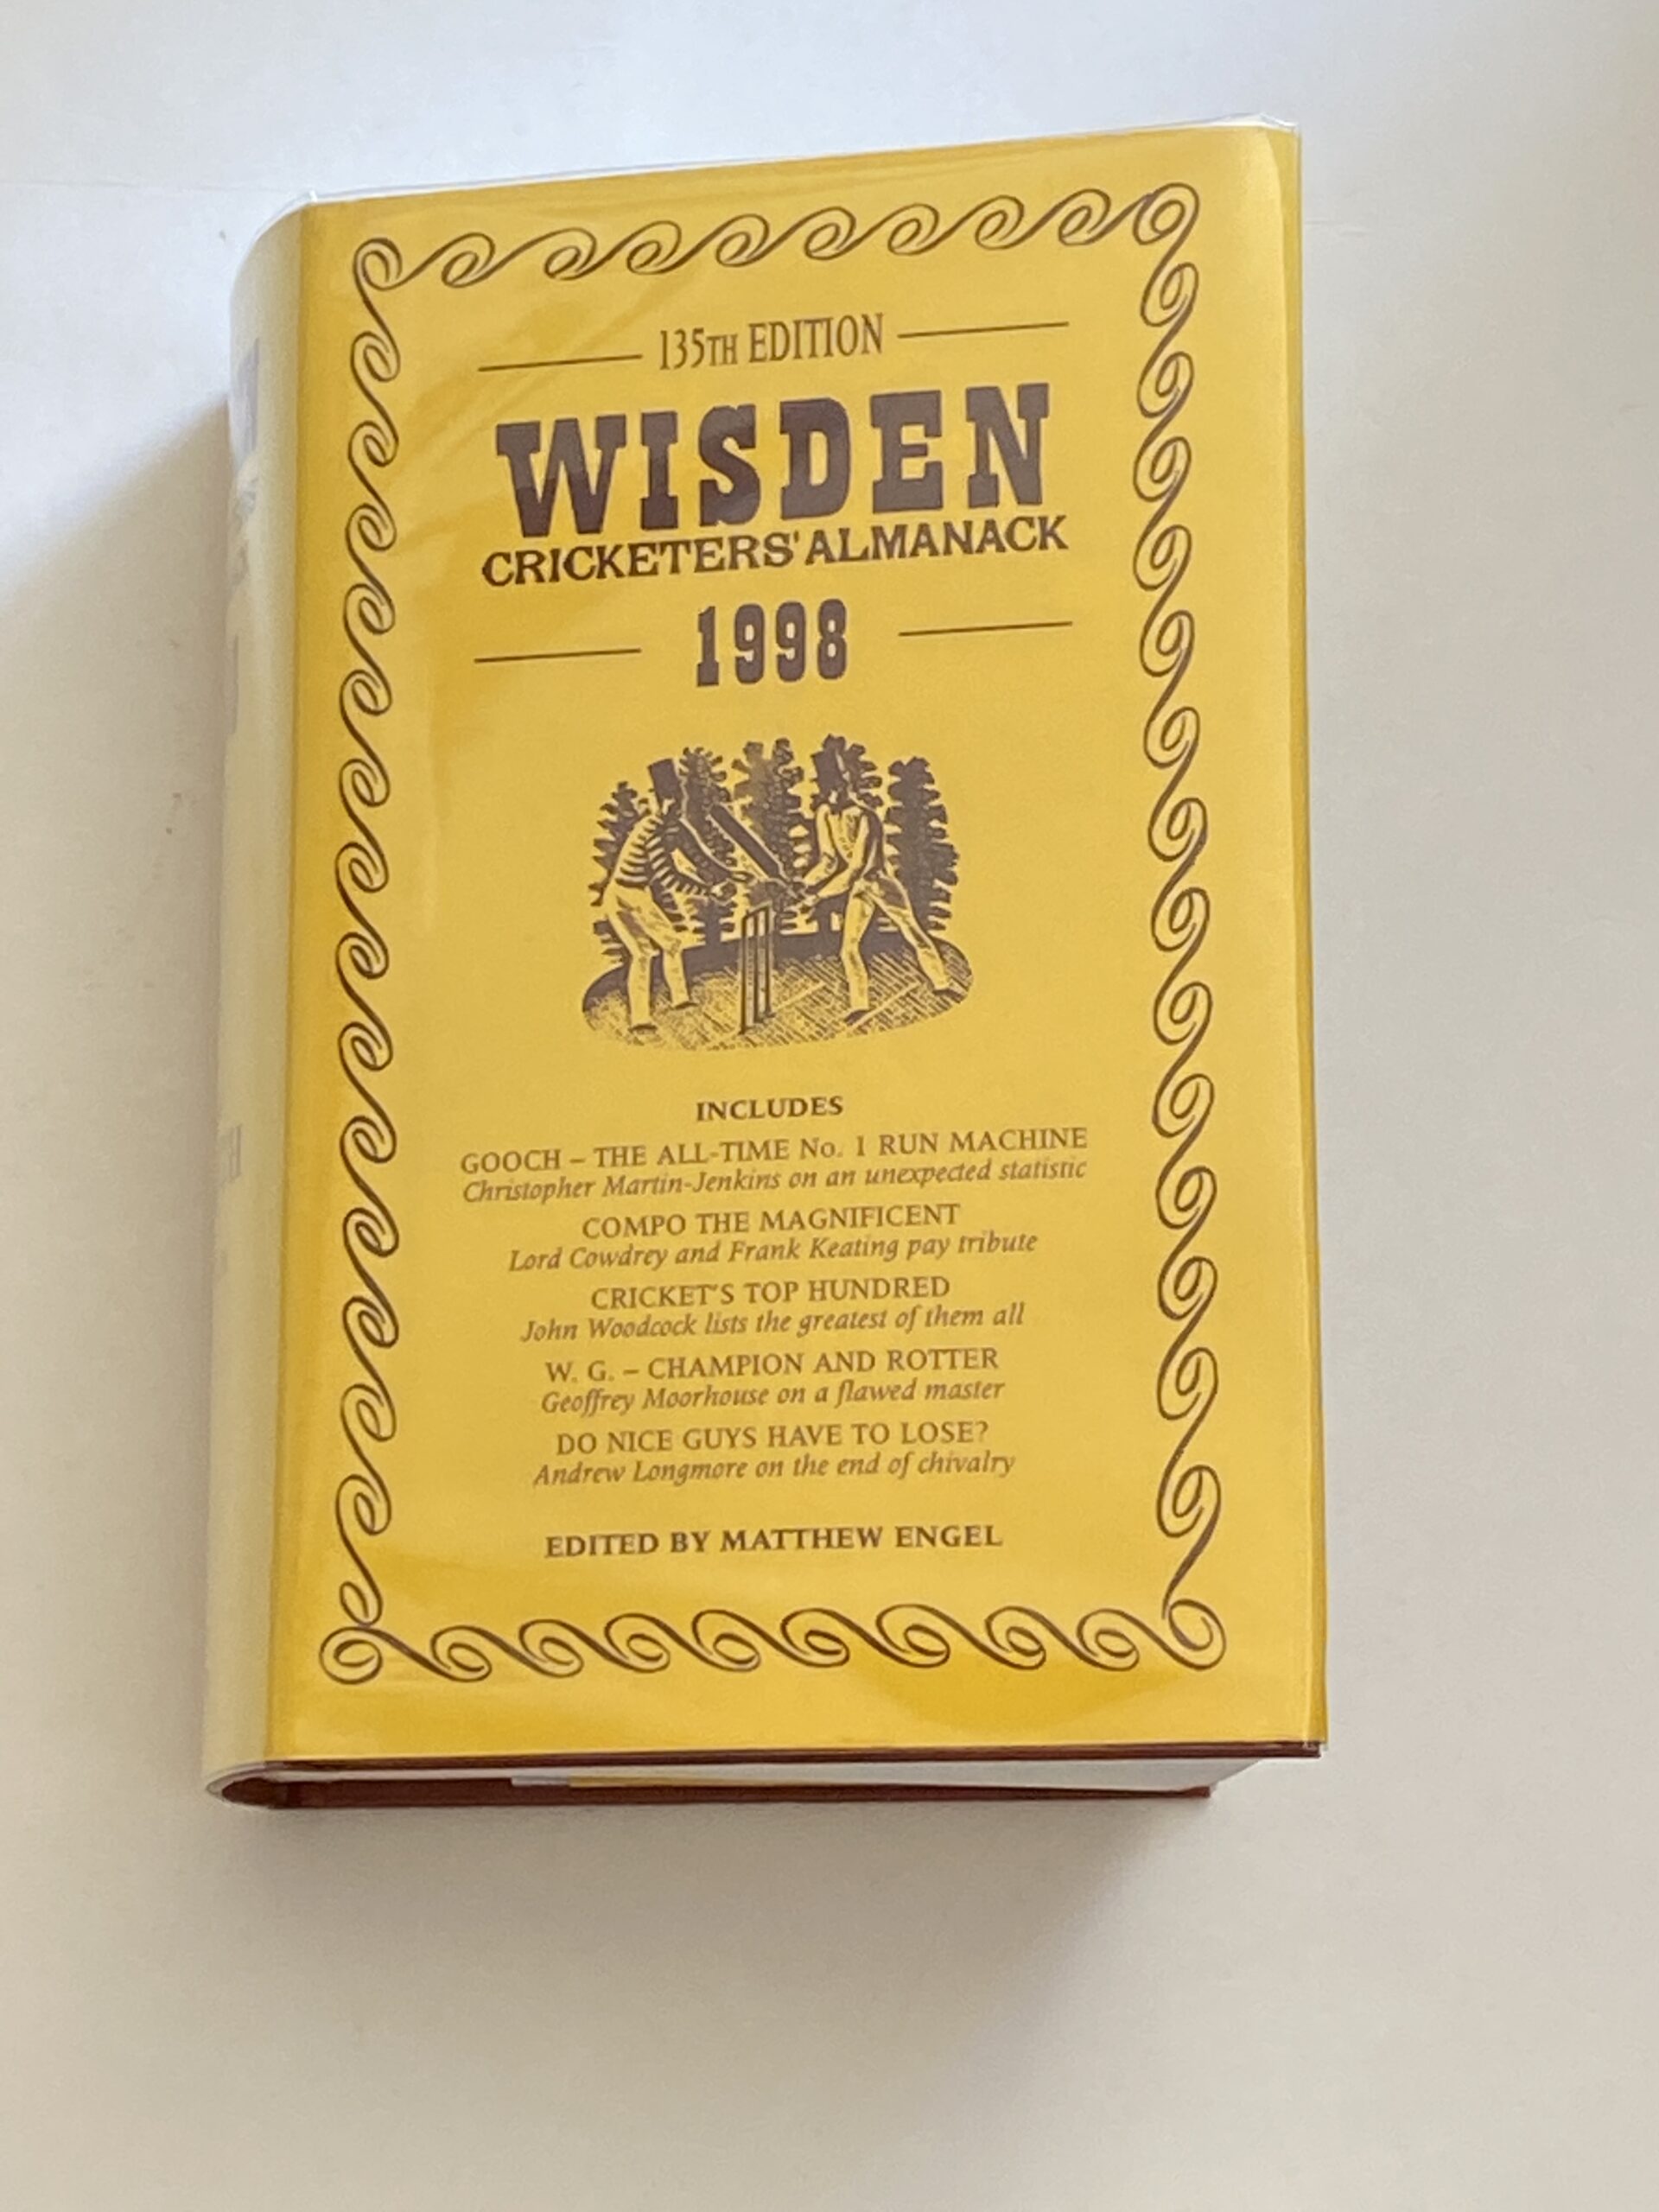 135TH EDITION
WISDEN
CRICKETERS' ALMANACK
1998
INCLUDES
GOOCH – THE ALL-TIME No. 1 RUN MACHINE
Christopher Martin-Jenkins on an unexpected statistic
COMPO THE MAGNIFICENT
Lord Cowdrey and Frank Keating pay tribute
CRICKET'S TOP HUNDRED
John Woodcock lists the greatest of them all
W. G. – CHAMPION AND ROTTER
Geoffrey Moorhouse on a flawed master
DO NICE GUYS HAVE TO LOSE?
Andrew Longmore on the end of chivalry
EDITED BY MATTHEW ENGEL